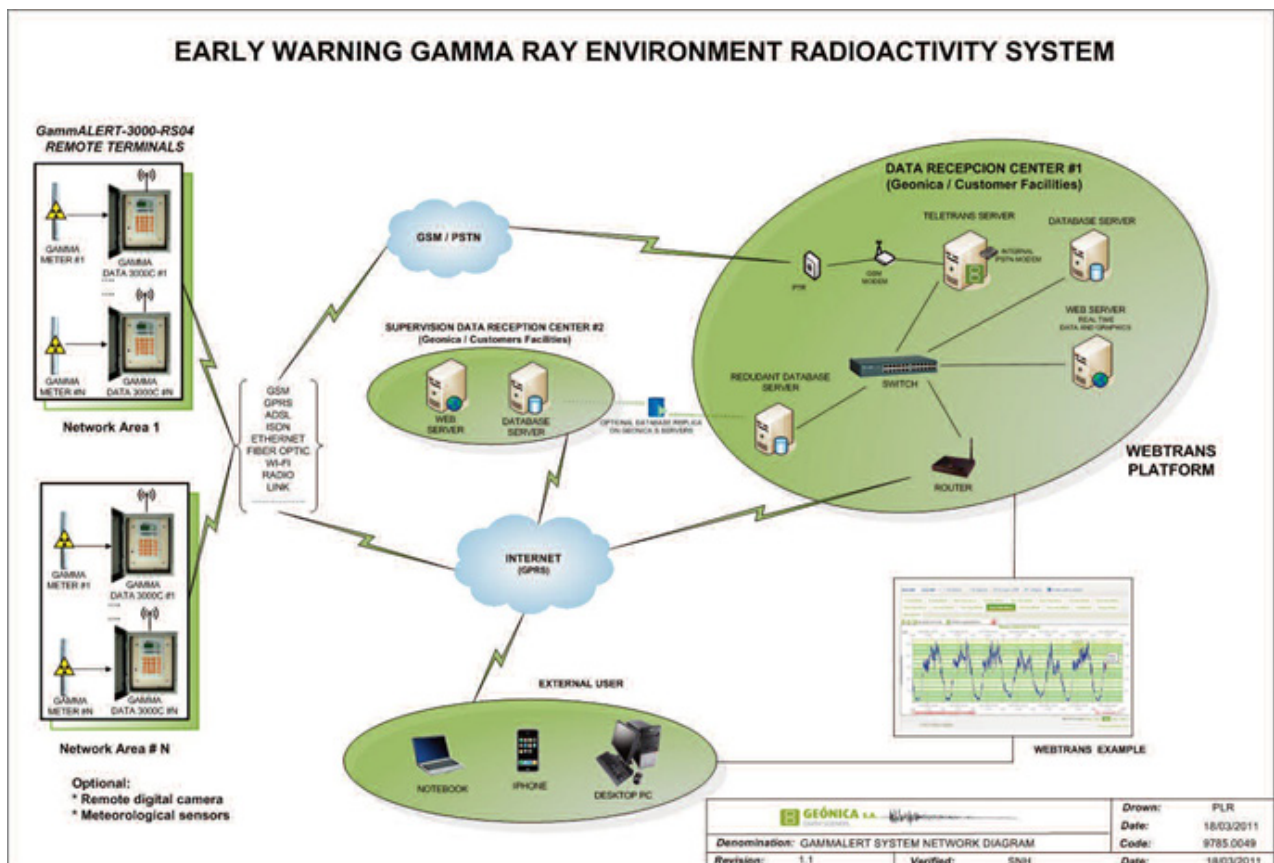 EARLY WARNING GAMMA RAY ENVIRONMENT RADIOACTIVITY SYSTEM
GammALERT-3000-RS04
REMOTE TERMINALS
GAMMA
METER #1
GAMMA
DATA 3000C #1
.....
GAMMA
METER #N
GAMMA
DATA 3000C #N
Network Area 1
GAMMA
METER #1
GAMMA
DATA 3000C #1
.....
GAMMA
METER #N
GAMMA
DATA 3000C #N
Network Area # N
Optional:
* Remote digital camera
* Meteorological sensors
GSM
GPRS
ADSL
ISDN
ETHERNET
FIBER OPTIC
WI-FI
RADIO
LINK
GSM / PSTN
SUPERVISION DATA RECEPTION CENTER #2
(Geonica / Customers Facilities)
WEB
SERVER
DATABASE
SERVER
OPTIONAL DATABASE REPLICA
ON GEONICA'S SERVERS
INTERNET
(GPRS)
DATA RECEPCION CENTER #1
(Geonica / Customer Facilities)
TELETRANS SERVER
INTERNAL
PSTN MODEM
DATABASE SERVER
PTR
GSM
MODEM
WEB SERVER
REAL TIME
DATA AND GRAPHICS
SWITCH
REDUDANT DATABASE
SERVER
ROUTER
WEBTRANS
PLATFORM
WEBTRANS EXAMPLE
EXTERNAL USER
NOTEBOOK
IPHONE
DESKTOP PC
GEÓNICA S.A.
EARTH SCIENCES
Drown: PLR
Date: 18/03/2011
Denomination: GAMMALERT SYSTEM NETWORK DIAGRAM
Code: 9785.0049
Revision: 1.1
Verified: SNH
Date: 18/03/2011